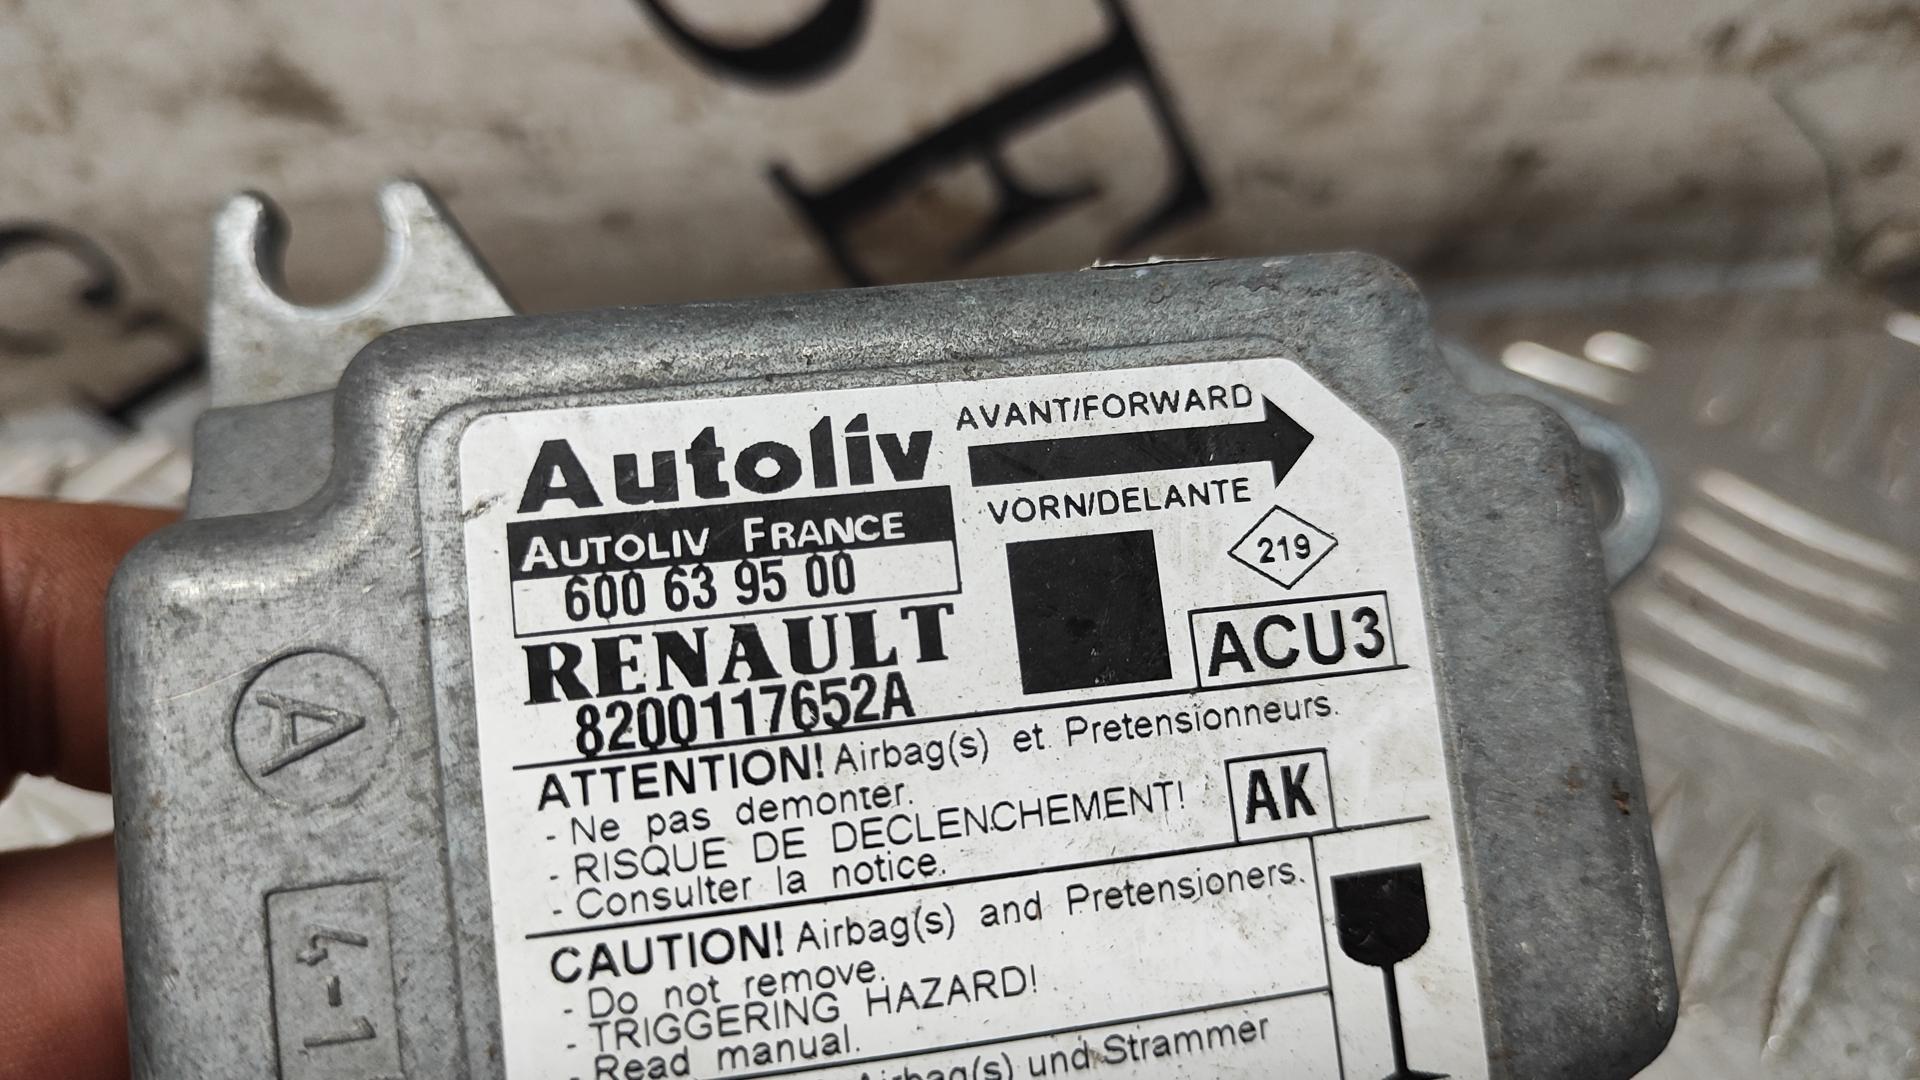 Autoliv
AVANT/FORWARD
VORN/DELANTE
AUTOLIV FRANCE
600 63 95 00
219
RENAULT
8200117652A
ACU3
ATTENTION! Airbag(s) et Pretensionneurs.
- Ne pas demonter.
- RISQUE DE DECLENCHEMENT!
- Consulter la notice.
AK
CAUTION! Airbag(s) and Pretensioners.
- Do not remove.
- TRIGGERING HAZARD!
- Read manual.
Airbag(s) und Strammer
A